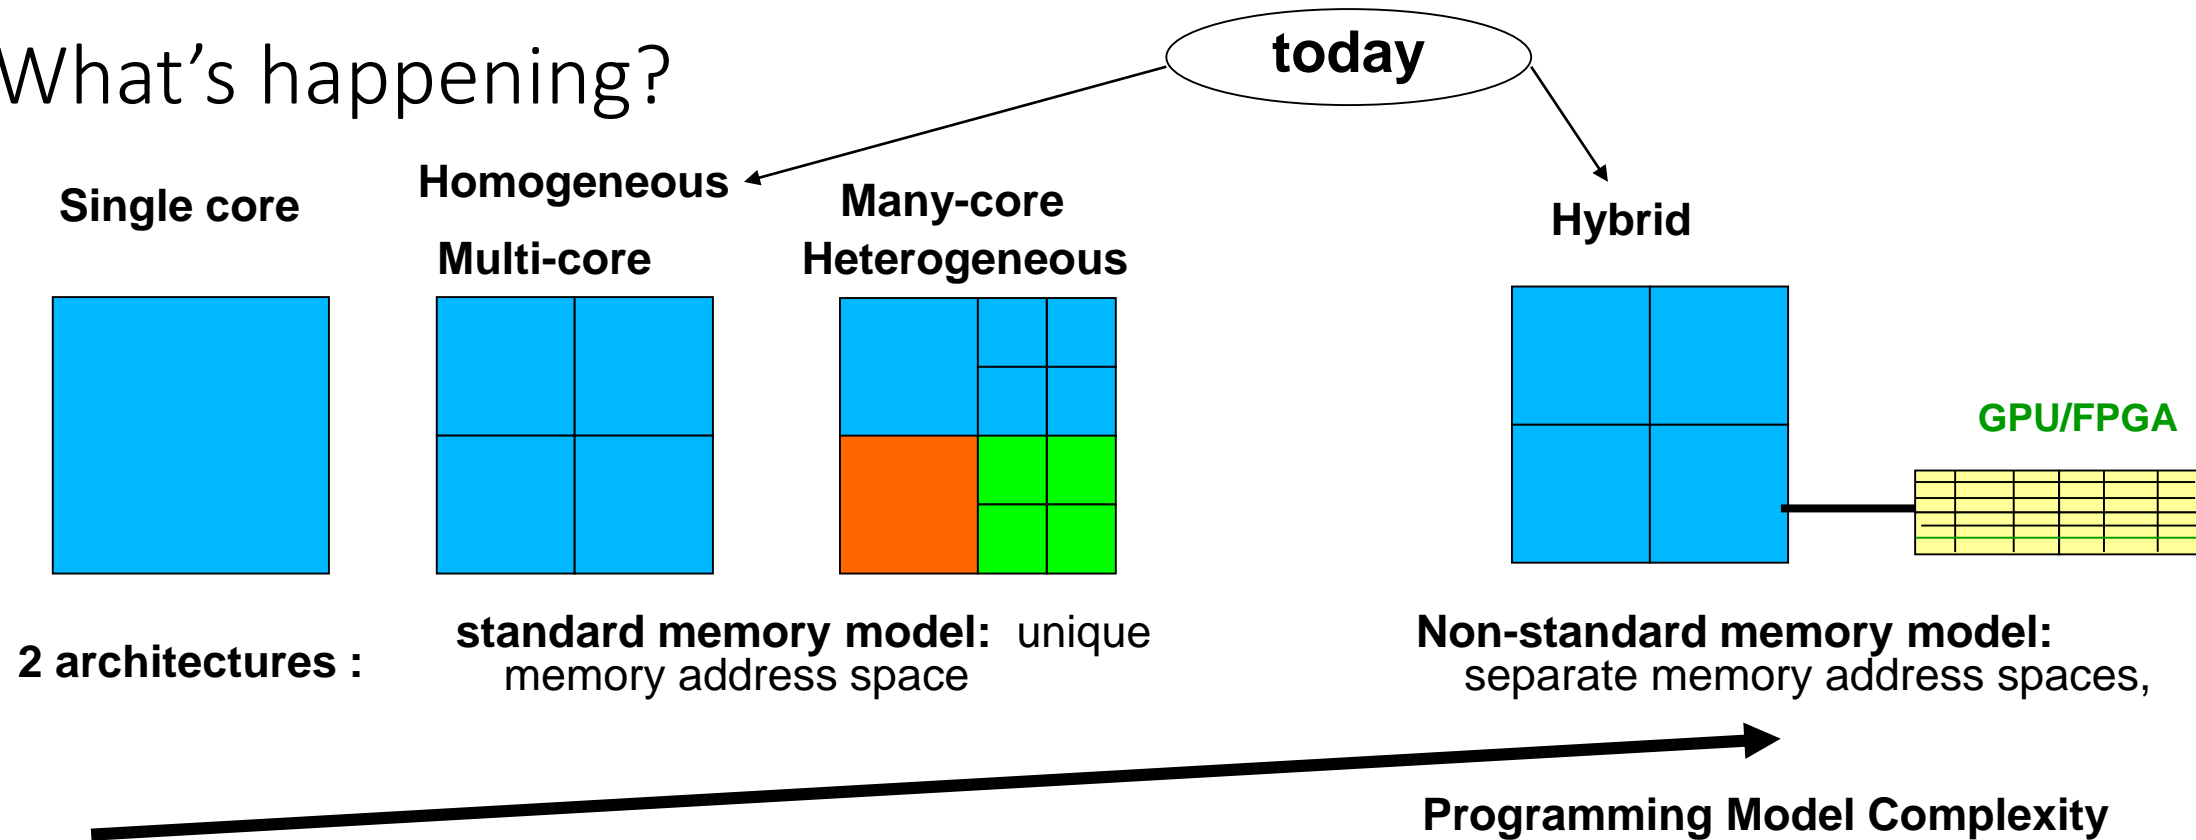 What's happening?
today
Single core
Homogeneous
Multi-core
Many-core
Heterogeneous
Hybrid
GPU/FPGA
2 architectures :
standard memory model: unique
memory address space
Non-standard memory model:
separate memory address spaces,
Programming Model Complexity